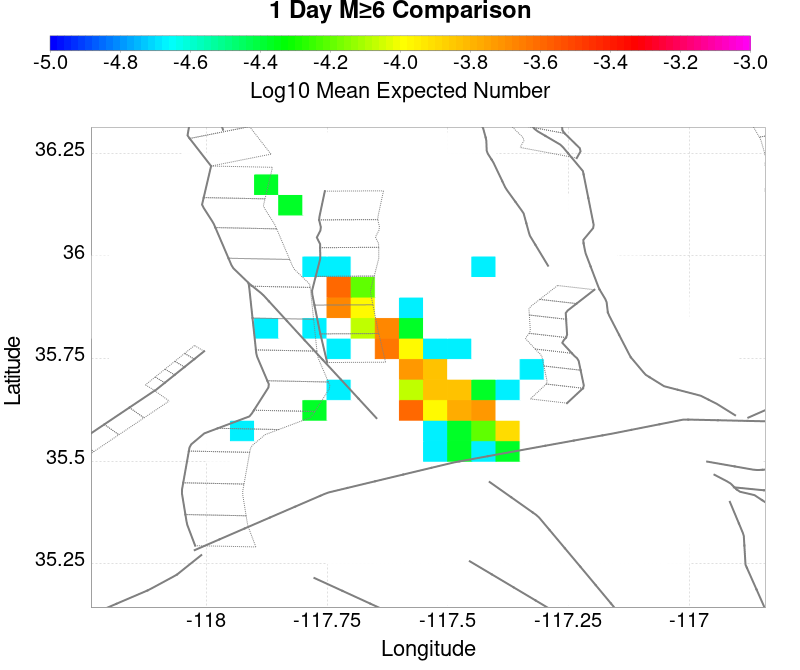 1 Day M≥6 Comparison
-5.0 -4.8 -4.6 -4.4 -4.2 -4.0 -3.8 -3.6 -3.4 -3.2 -3.0
Log10 Mean Expected Number
36.25
36
35.75
35.5
35.25
Latitude
-118 -117.75 -117.5 -117.25 -117
Longitude